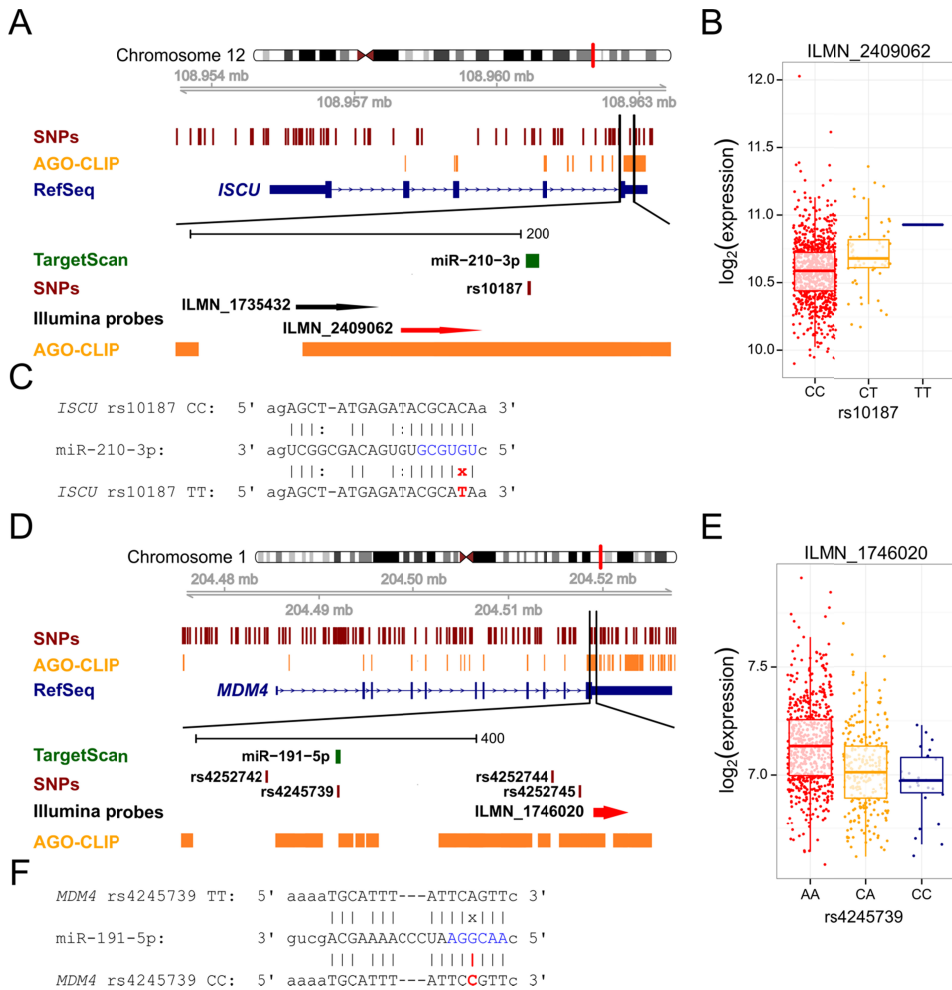 A
Chromosome 12
108.954 mb
108.960 mb
108.957 mb
108.963 mb
SNPs
AGO-CLIP
RefSeq
ISCU
200
TargetScan
miR-210-3p
SNPs
rs10187
ILMN_1735432
Illumina probes
ILMN_2409062
AGO-CLIP
B
ILMN_2409062
12.0
11.5
11.0
10.5
10.0
log2(expression)
CC CT TT
rs10187
C
ISCU rs10187 CC: 5' agAGCT-ATGAGATACGCACAa 3'
|||: || |:|||||||
miR-210-3p: 3' agUCGGCGACAGUGUGCGUGUc 5'
|||: || |:|||||x|
ISCU rs10187 TT: 5' agAGCT-ATGAGATACGCATAa 3'
D
Chromosome 1
204.48 mb
204.50 mb
204.52 mb
204.49 mb
204.51 mb
SNPs
AGO-CLIP
RefSeq
MDM4
400
TargetScan
miR-191-5p
SNPs
rs4252742
rs4252744
rs4245739
rs4252745
Illumina probes
ILMN_1746020
AGO-CLIP
E
ILMN_1746020
7.5
7.0
log2(expression)
AA CA CC
rs4245739
F
MDM4 rs4245739 TT: 5' aaaaTGCATTT---ATTCAGTTc 3'
||| || ||||x|||
miR-191-5p: 3' gucgACGAAAACCCUAAGGCAAc 5'
||| || ||||||||
MDM4 rs4245739 CC: 5' aaaaTGCATTT---ATTCCGTTc 3'